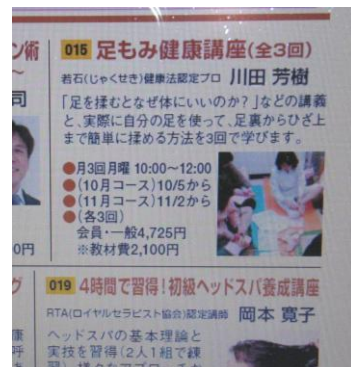 ン術
～
司
0円
グ
康
呼
015 足もみ健康講座(全3回)
若石(じゃくせき)健康法認定プロ 川田 芳樹
「足を揉むとなぜ体にいいのか?」などの講義
と、実際に自分の足を使って、足裏からひざ上
まで簡単に揉める方法を3回で学びます。
●月3回月曜 10:00～12:00
●(10月コース)10/5から
●(11月コース)11/2から
●(各3回)
会員・一般4,725円
※教材費2,100円
019 4時間で習得!初級ヘッドスパ養成講座
RTA(ロイヤルセラピスト協会)認定講師 岡本 寛子
ヘッドスパの基本理論と
実技を習得(2人1組で練